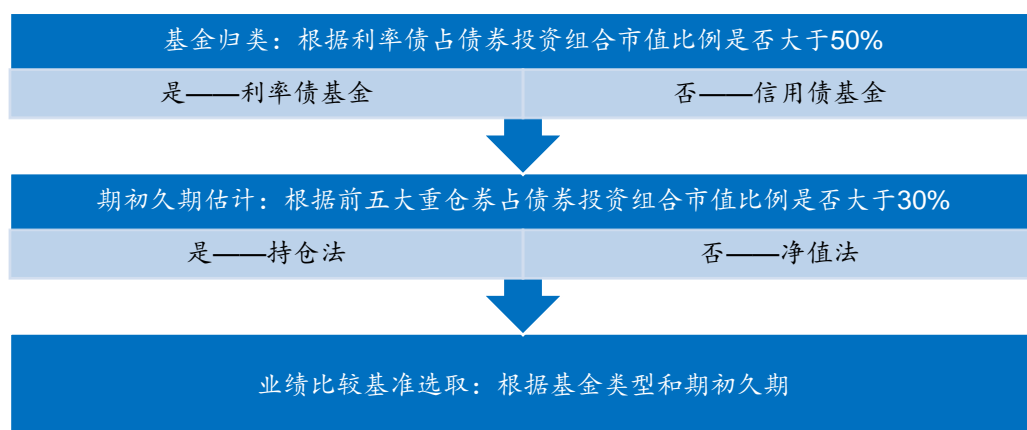 基金归类：根据利率债占债券投资组合市值比例是否大于50%
是——利率债基金
否——信用债基金
期初久期估计：根据前五大重仓券占债券投资组合市值比例是否大于30%
是——持仓法
否——净值法
业绩比较基准选取：根据基金类型和期初久期